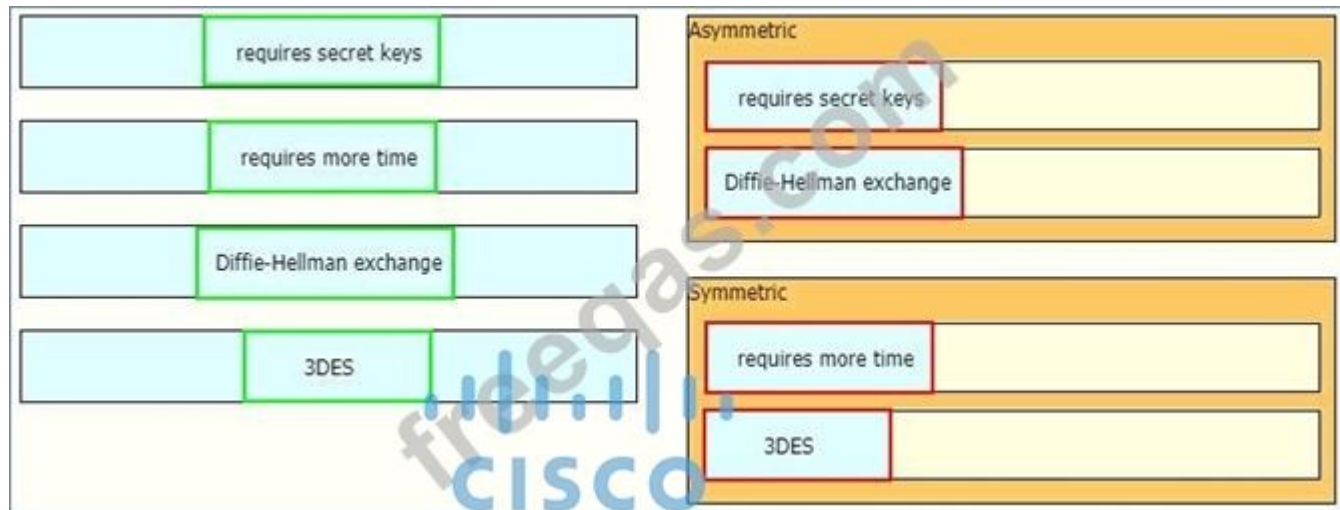 requires secret keys
requires more time
Diffie-Hellman exchange
3DES
Asymmetric
requires secret keys
Diffie-Hellman exchange
Symmetric
requires more time
3DES
freeqas.com
CISCO